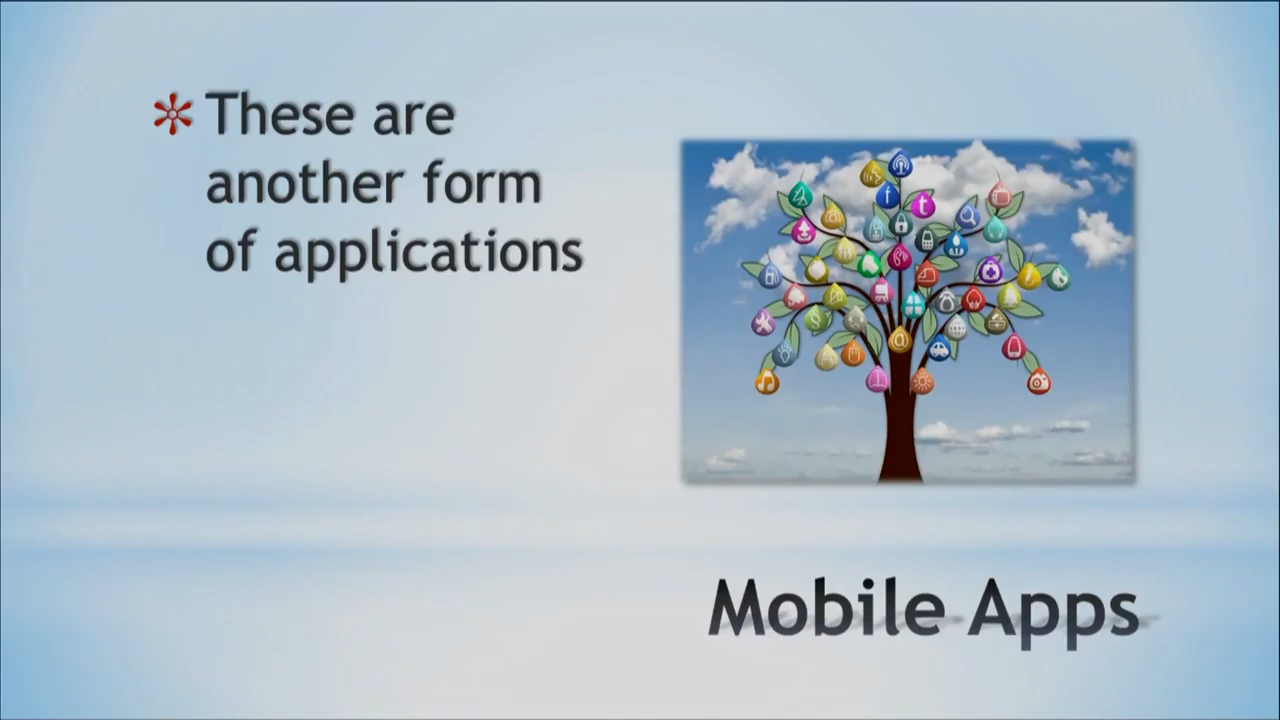 These are
another form
of applications
Mobile Apps